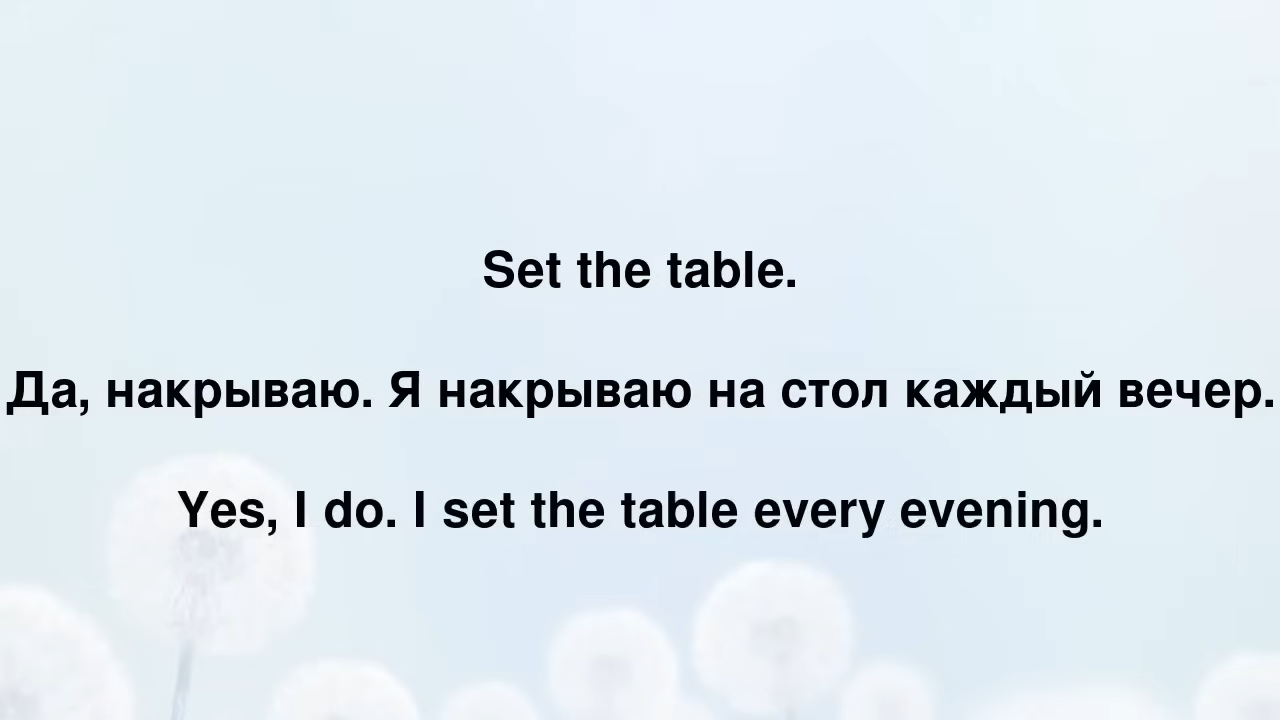 Set the table.
Да, накрываю. Я накрываю на стол каждый вечер.
Yes, I do. I set the table every evening.